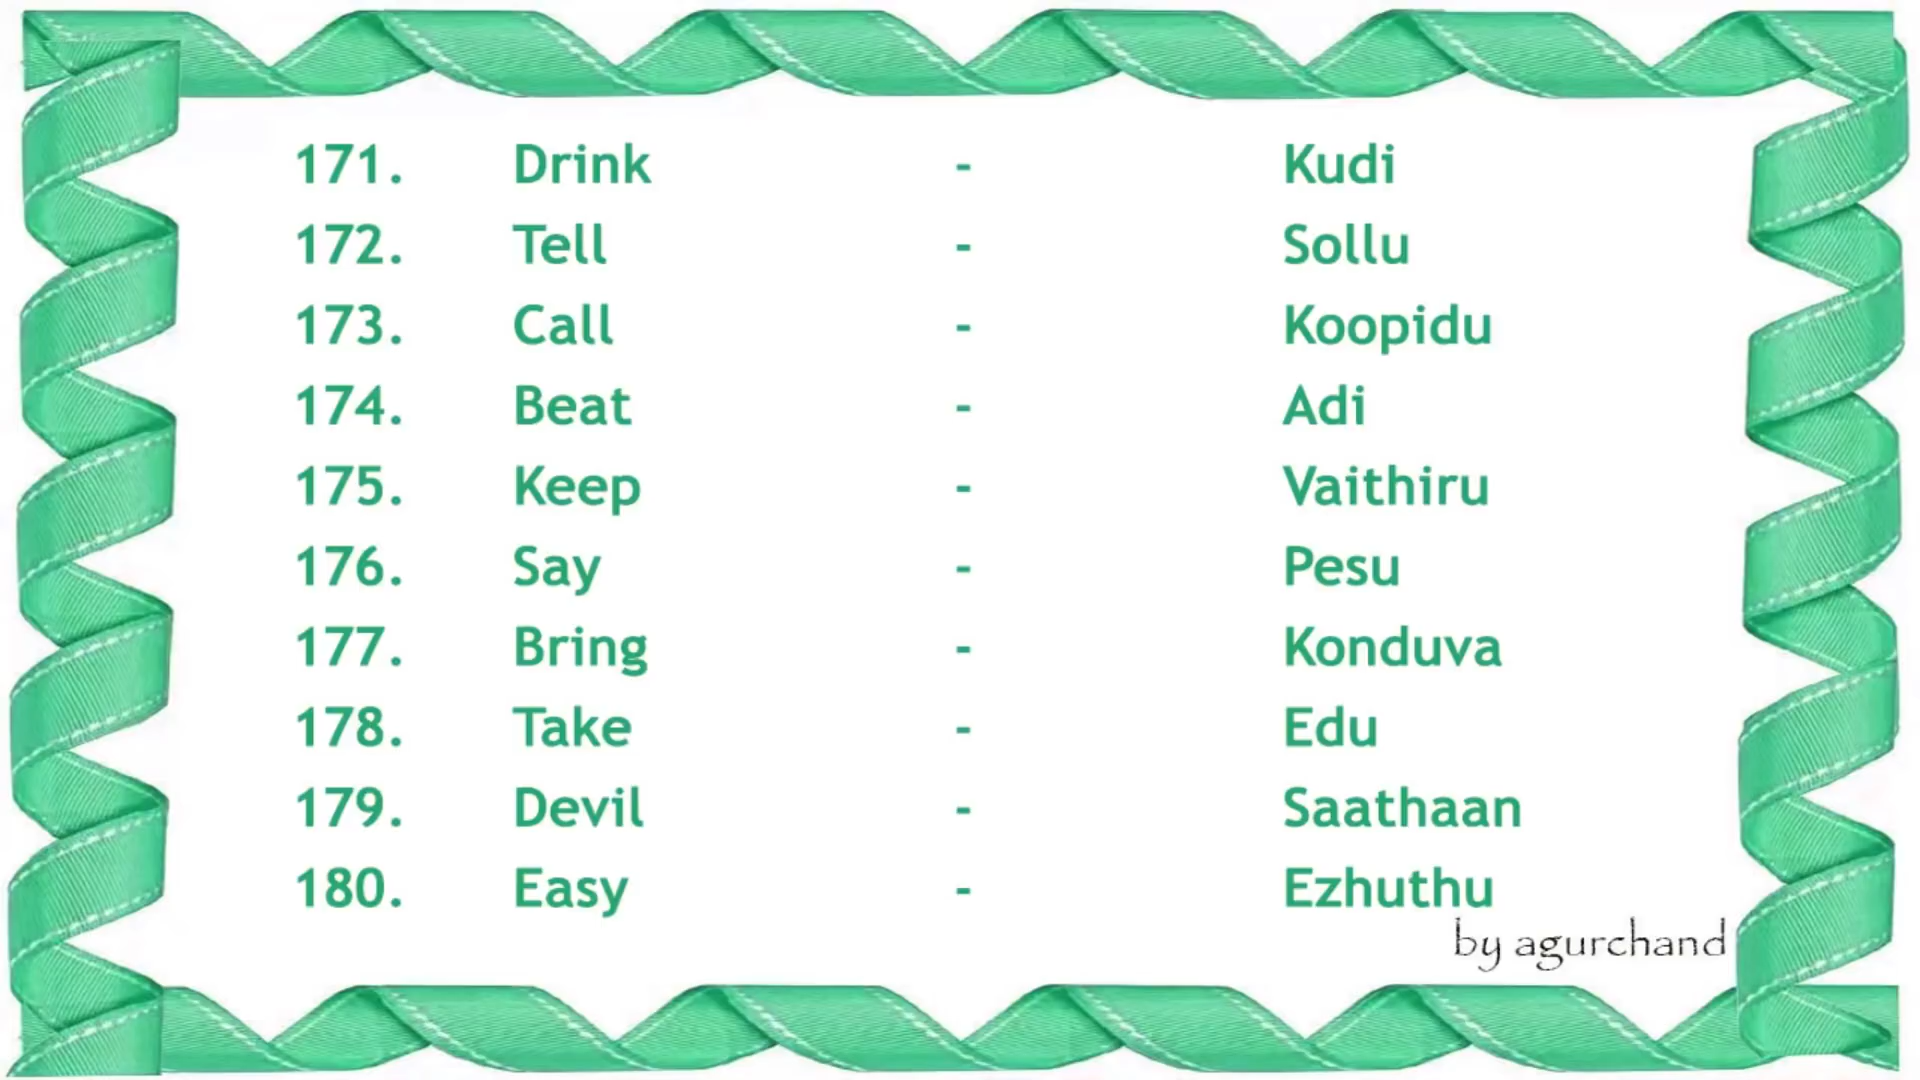 171. Drink - Kudi
172. Tell - Sollu
173. Call - Koopidu
174. Beat - Adi
175. Keep - Vaithiru
176. Say - Pesu
177. Bring - Konduva
178. Take - Edu
179. Devil - Saathaan
180. Easy - Ezhuthu
by agurchand